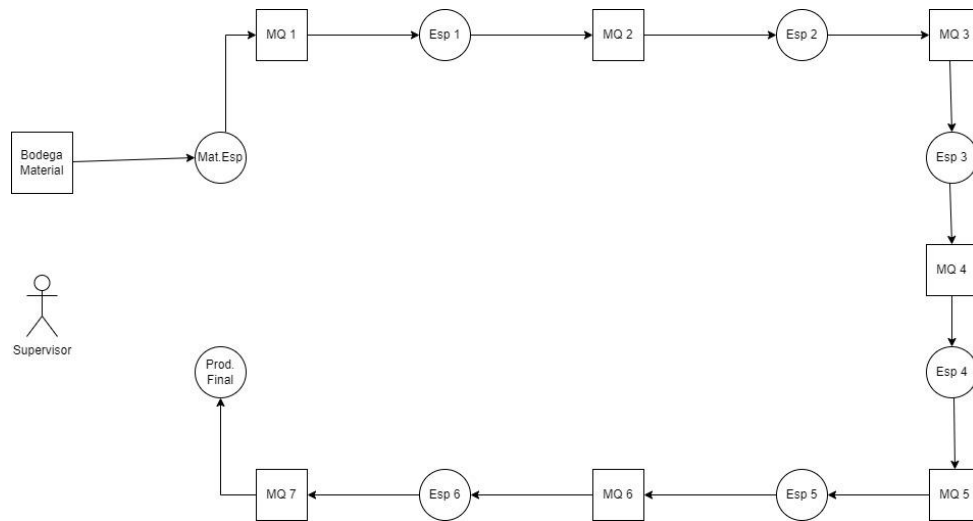 MQ 1
Esp 1
MQ 2
Esp 2
MQ 3
Bodega
Material
Mat.Esp
Esp 3
MQ 4
Supervisor
Prod.
Final
Esp 4
MQ 7
Esp 6
MQ 6
Esp 5
MQ 5